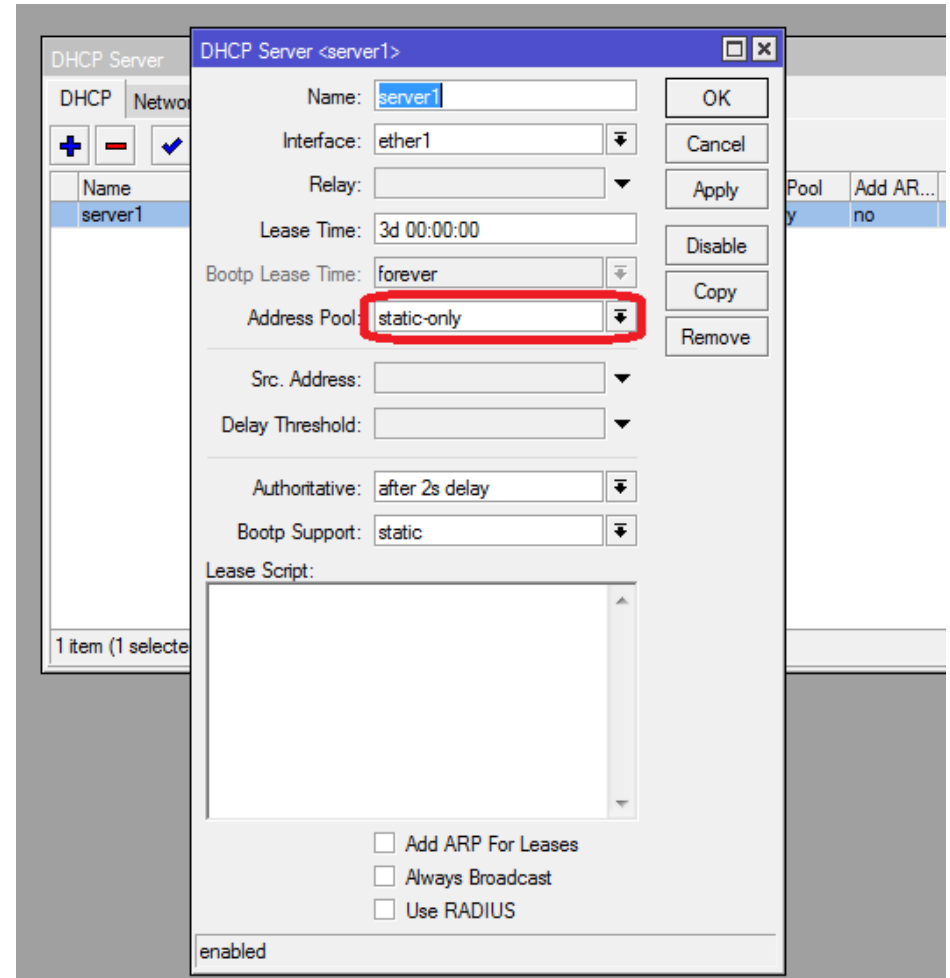 DHCP Server
DHCP Networ
Name
server1
Pool Add AR...
y no
1 item (1 selecte
DHCP Server <server1>
Name: server1
Interface: ether1
Relay:
Lease Time: 3d 00:00:00
Bootp Lease Time: forever
Address Pool: static-only
Src. Address:
Delay Threshold:
Authoritative: after 2s delay
Bootp Support: static
Lease Script:
Add ARP For Leases
Always Broadcast
Use RADIUS
enabled
OK
Cancel
Apply
Disable
Copy
Remove